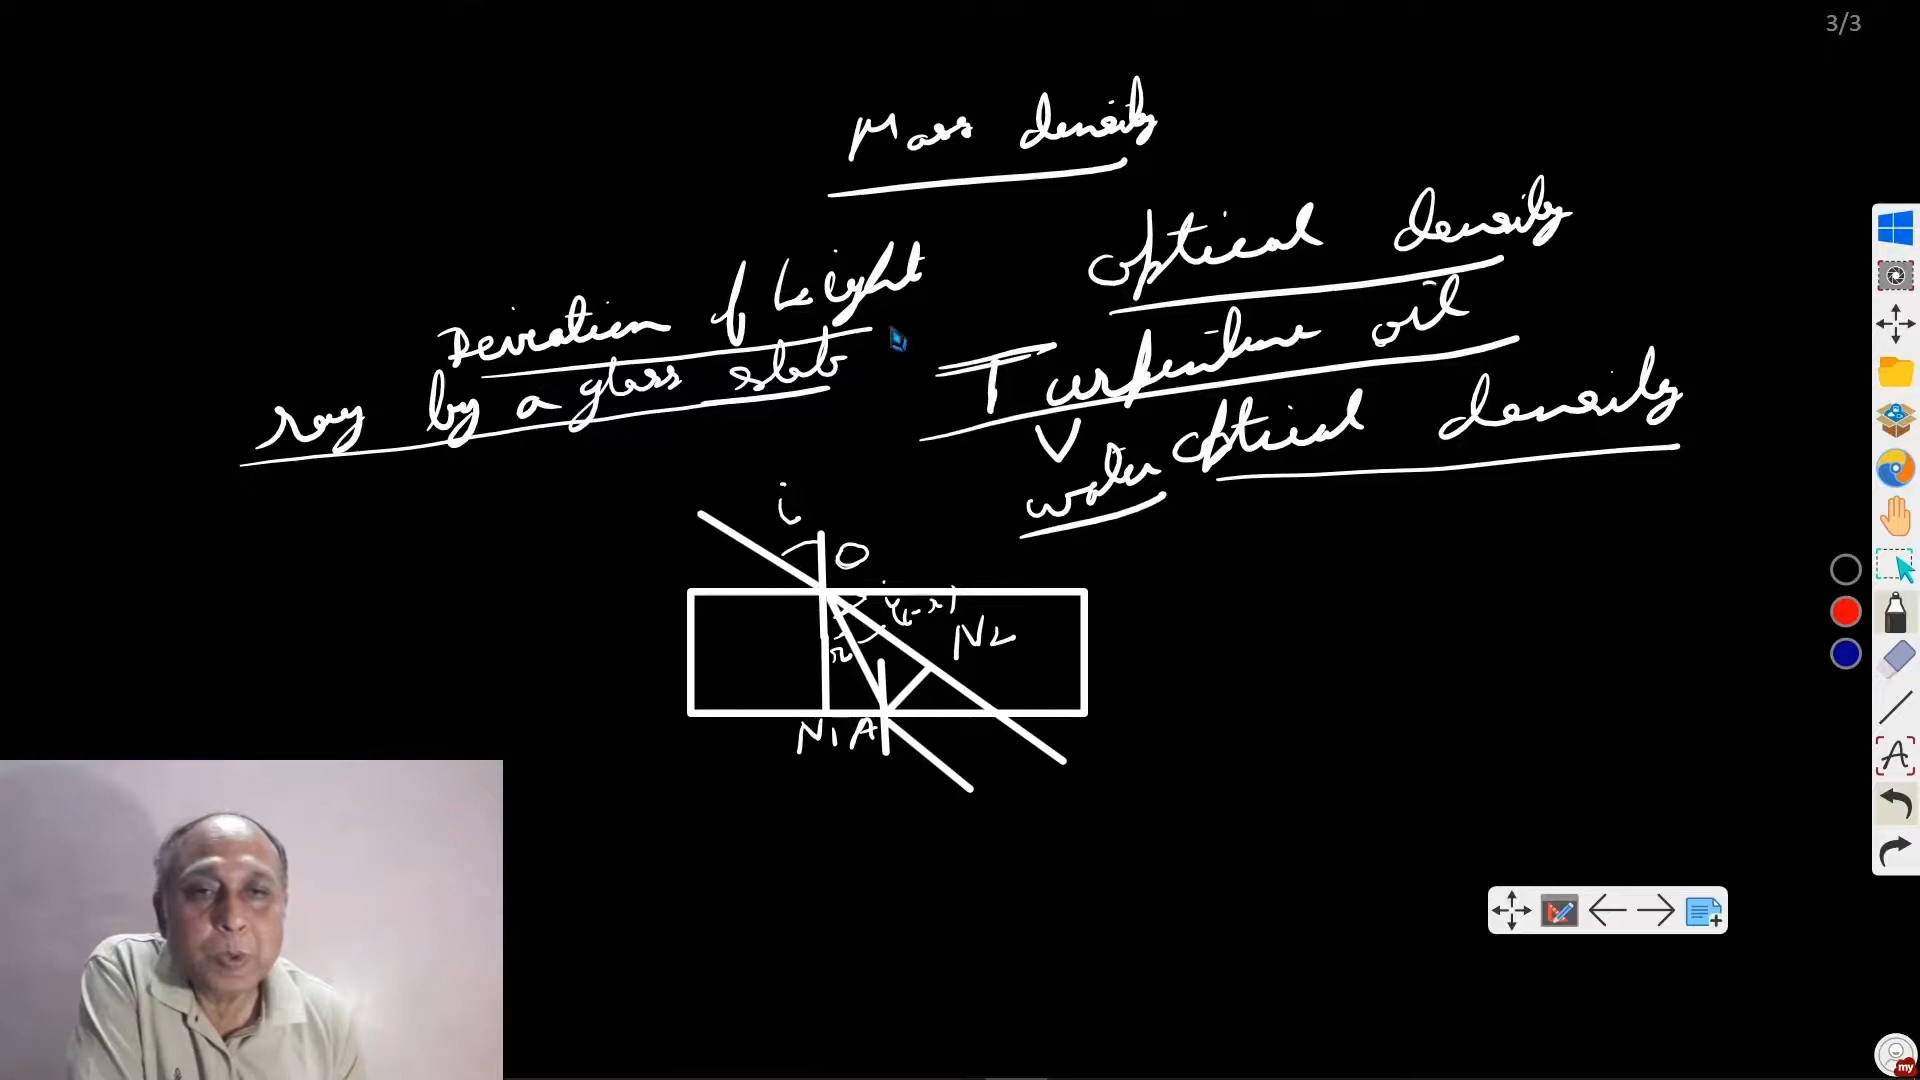 3/3
Mass density
Optical density
Deviation of Light
ray by a glass slab
Turpentine oil
optical density
water
i
O
i
(i-r)
r
N2
N1 A
A
my